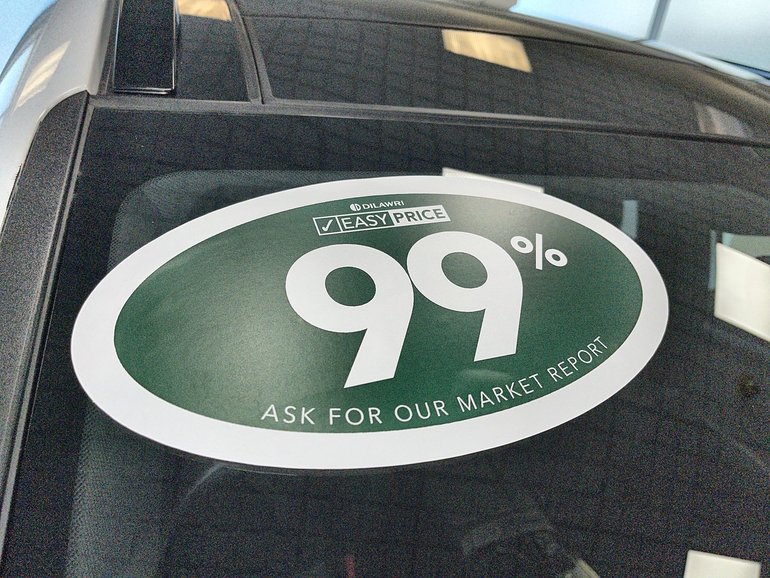 DILAWRI
✓ EASY PRICE
99%
ASK FOR OUR MARKET REPORT